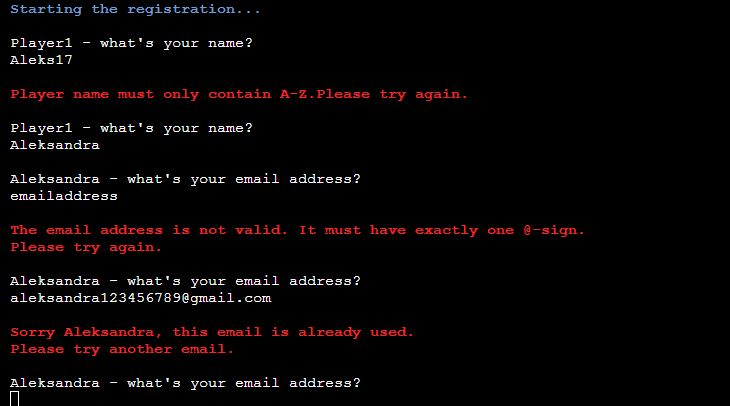 Starting the registration...
Player1 - what's your name?
Aleks17
Player name must only contain A-Z.Please try again.
Player1 - what's your name?
Aleksandra
Aleksandra - what's your email address?
emailaddress
The email address is not valid. It must have exactly one @-sign.
Please try again.
Aleksandra - what's your email address?
aleksandra123456789@gmail.com
Sorry Aleksandra, this email is already used.
Please try another email.
Aleksandra - what's your email address?